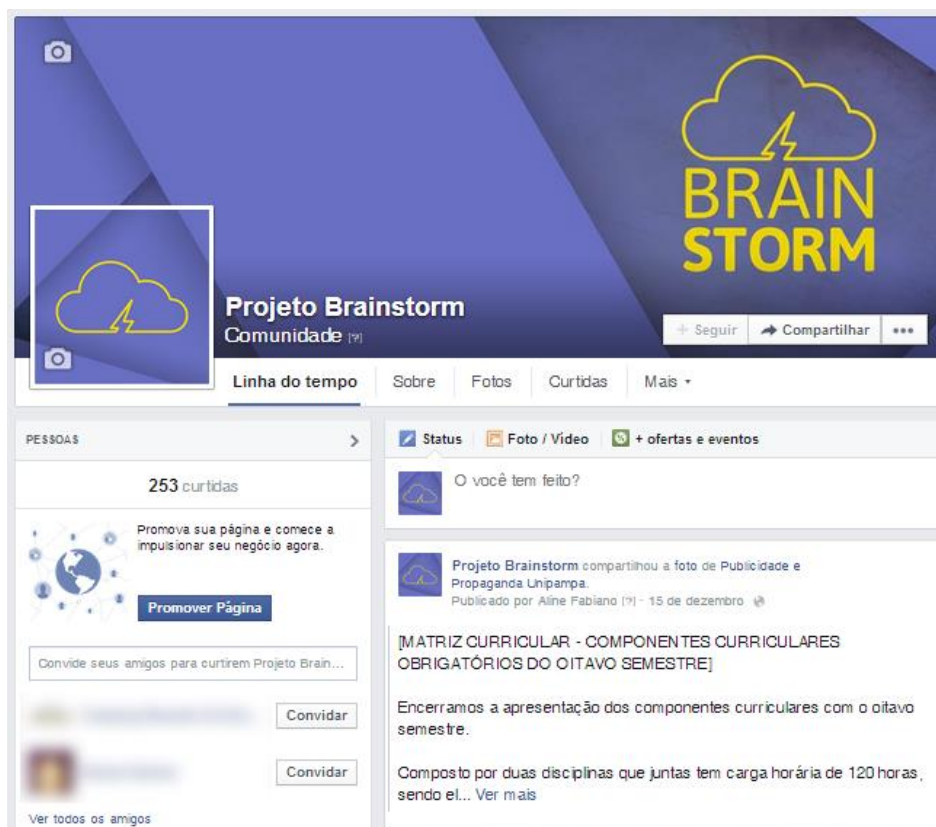 BRAIN
STORM
Projeto Brainstorm
Comunidade [?]
+ Seguir
Compartilhar
•••
Linha do tempo
Sobre
Fotos
Curtidas
Mais
PESSOAS
253 curtidas
Promova sua página e comece a
impulsionar seu negócio agora.
Promover Página
Convide seus amigos para curtirem Projeto Brain...
Convidar
Convidar
Ver todos os amigos
Status
Foto / Vídeo
+ ofertas e eventos
O você tem feito?
Projeto Brainstorm compartilhou a foto de Publicidade e
Propaganda Unipampa.
Publicado por Aline Fabiano [?] · 15 de dezembro
[MATRIZ CURRICULAR - COMPONENTES CURRICULARES
OBRIGATÓRIOS DO OITAVO SEMESTRE]
Encerramos a apresentação dos componentes curriculares com o oitavo
semestre.
Composto por duas disciplinas que juntas tem carga horária de 120 horas,
sendo el... Ver mais